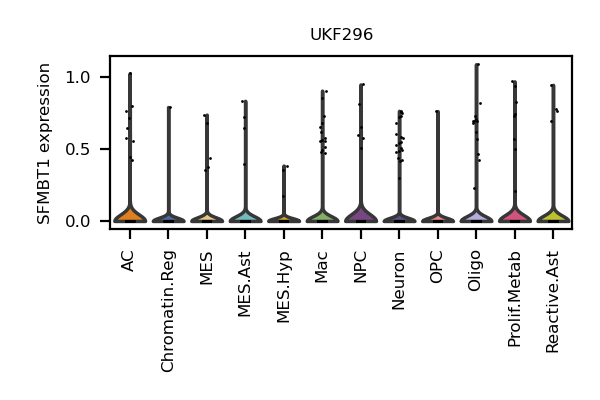 UKF296
SFMBT1 expression
1.0
0.5
0.0
AC
Chromatin.Reg
MES
MES.Ast
MES.Hyp
Mac
NPC
Neuron
OPC
Oligo
Prolif.Metab
Reactive.Ast